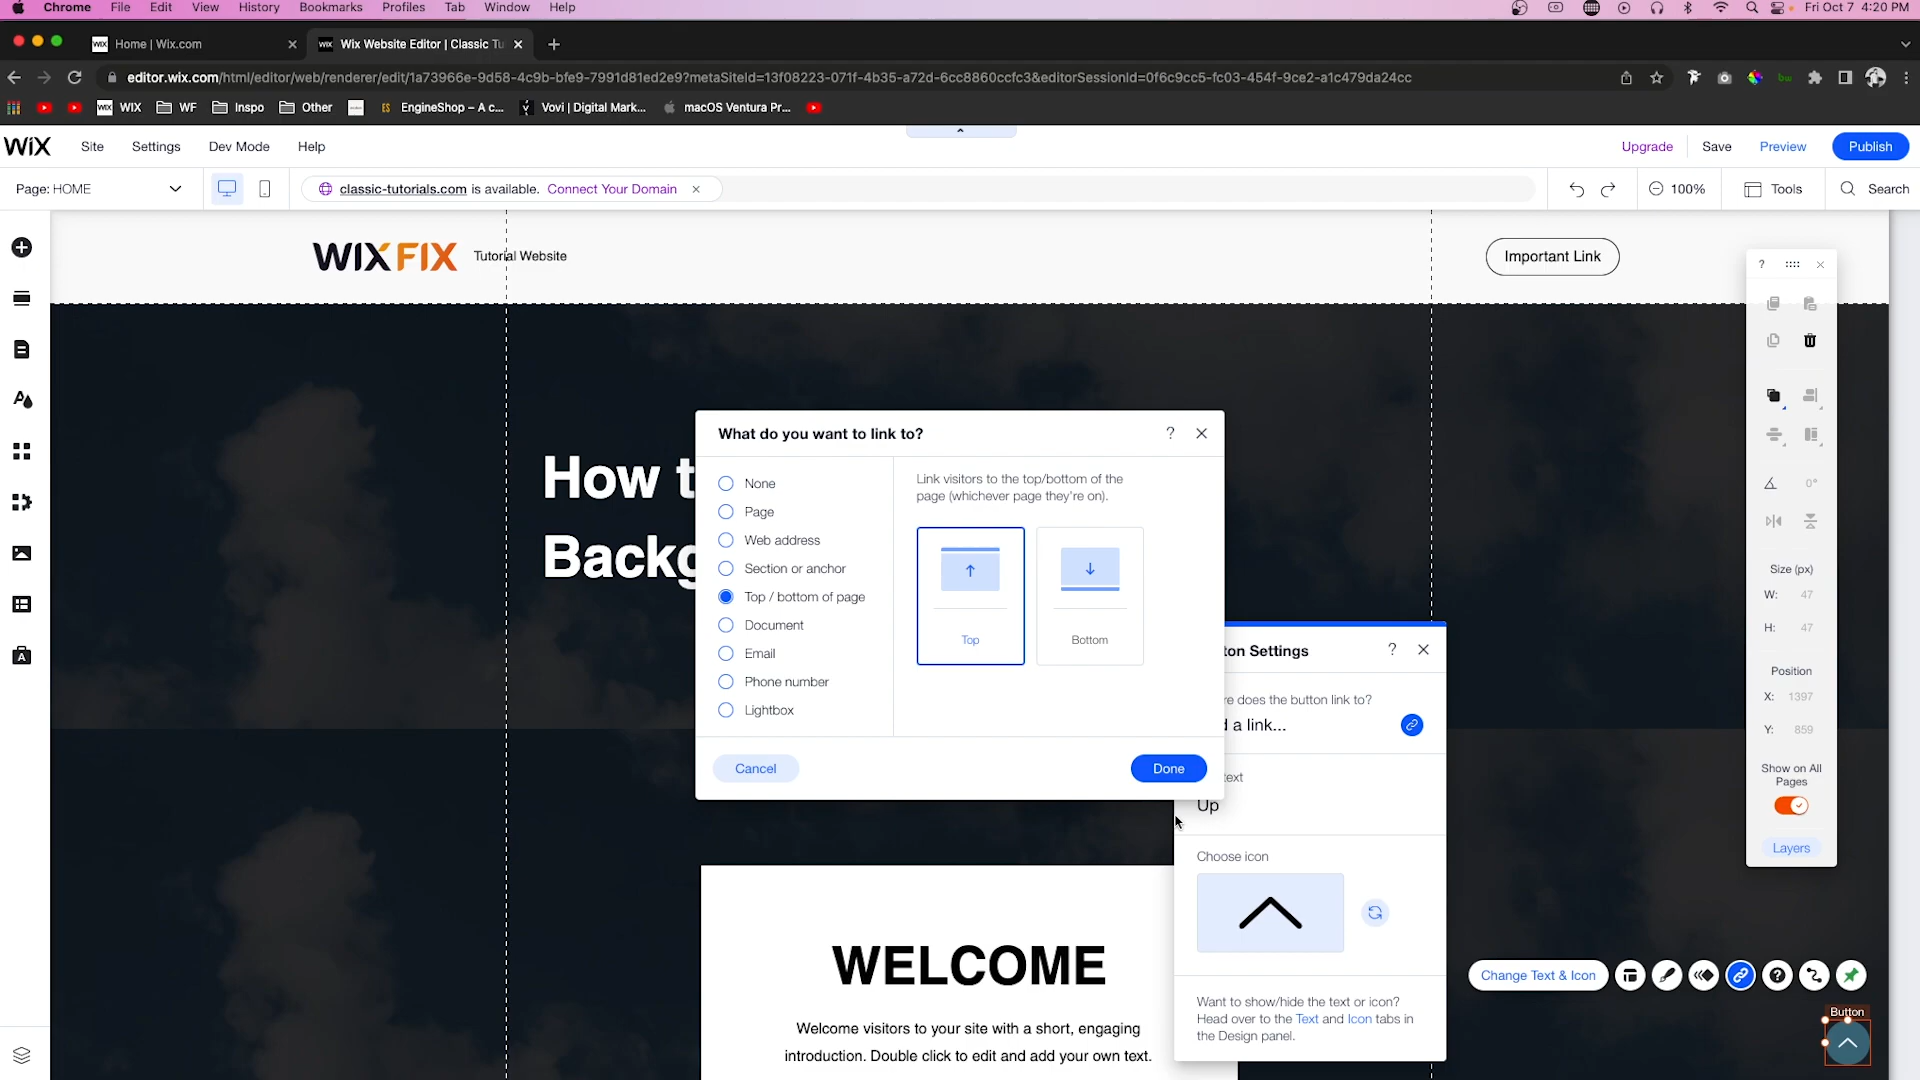 Chrome File Edit View History Bookmarks Profiles Tab Window Help
Fri Oct 7 4:20 PM
WIX Home | Wix.com
WIX Wix Website Editor | Classic Tu
editor.wix.com/html/editor/web/renderer/edit/1a73966e-9d58-4c9b-bfe9-7991d81ed2e9?metaSiteId=13f08223-071f-4b35-a72d-6cc8860ccfc3&editorSessionId=0f6c9cc5-fc03-454f-9ce2-a1c479da24cc
WIX WIX WF Inspo Other ES EngineShop – A c... Vovi | Digital Mark... macOS Ventura Pr...
WiX Site Settings Dev Mode Help
Upgrade Save Preview Publish
Page: HOME
classic-tutorials.com is available. Connect Your Domain
100% Tools Search
WIXFIX Tutorial Website
Important Link
How t
Backg
What do you want to link to? ?
None
Page
Web address
Section or anchor
Top / bottom of page
Document
Email
Phone number
Lightbox
Link visitors to the top/bottom of the
page (whichever page they're on).
Top
Bottom
Cancel
Done
ton Settings ?
re does the button link to?
d a link...
text
Up
Choose icon
Want to show/hide the text or icon?
Head over to the Text and Icon tabs in
the Design panel.
WELCOME
Welcome visitors to your site with a short, engaging
introduction. Double click to edit and add your own text.
?
0°
Size (px)
W: 47
H: 47
Position
X: 1397
Y: 859
Show on All
Pages
Layers
Change Text & Icon
?
Button
A